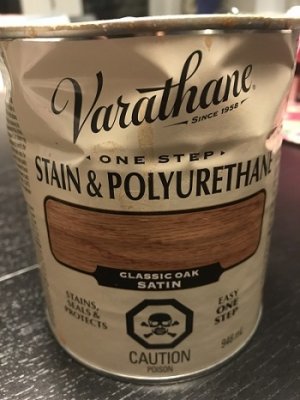 Varathane
SINCE 1958
ONE STEP
STAIN & POLYURETHANE
CLASSIC OAK
SATIN
STAINS,
SEALS &
PROTECTS
EASY
ONE
STEP
946 mL
CAUTION
POISON